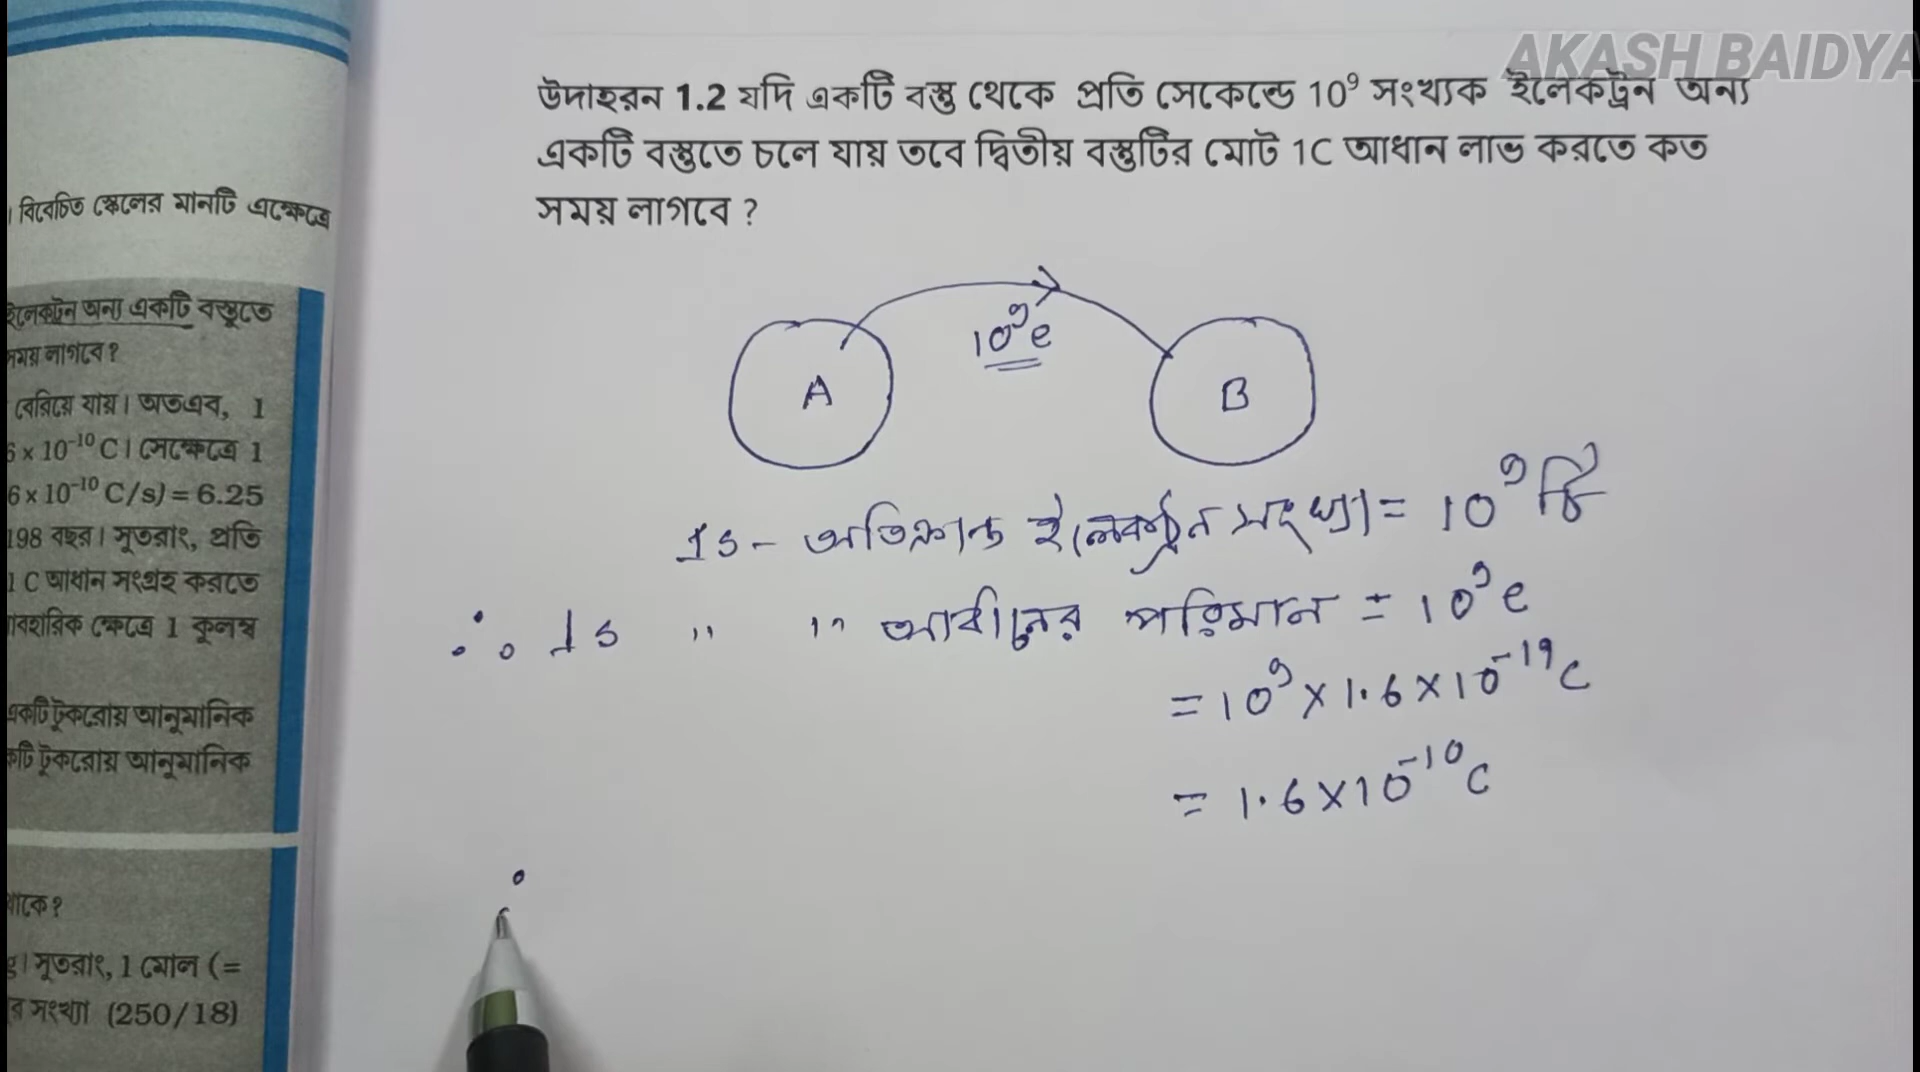 AKASH BAIDYA
উদাহরন 1.2 যদি একটি বস্তু থেকে প্রতি সেকেন্ডে 10⁹ সংখ্যক ইলেকট্রন অন্য
একটি বস্তুতে চলে যায় তবে দ্বিতীয় বস্তুটির মোট 1C আধান লাভ করতে কত
সময় লাগবে ?
10⁹e
A
B
1s - অতিক্রান্ত ইলেকট্রন সংখ্যা = 10⁹ টি
∴ 1s " " আধানের পরিমান = 10⁹e
= 10⁹ × 1.6 × 10⁻¹⁹C
= 1.6 × 10⁻¹⁰C
। বিবেচিত স্কেলের মানটি এক্ষেত্রে
ইলেকট্রন অন্য একটি বস্তুতে
সময় লাগবে ?
বেরিয়ে যায়। অতএব, 1
6 × 10⁻¹⁰ C। সেক্ষেত্রে 1
6 × 10⁻¹⁰ C/s) = 6.25
198 বছর। সুতরাং, প্রতি
1 C আধান সংগ্রহ করতে
ব্যবহারিক ক্ষেত্রে 1 কুলম্ব
একটি টুকরোয় আনুমানিক
কটি টুকরোয় আনুমানিক
থাকে ?
g। সুতরাং, 1 মোল (=
র সংখ্যা (250/18)